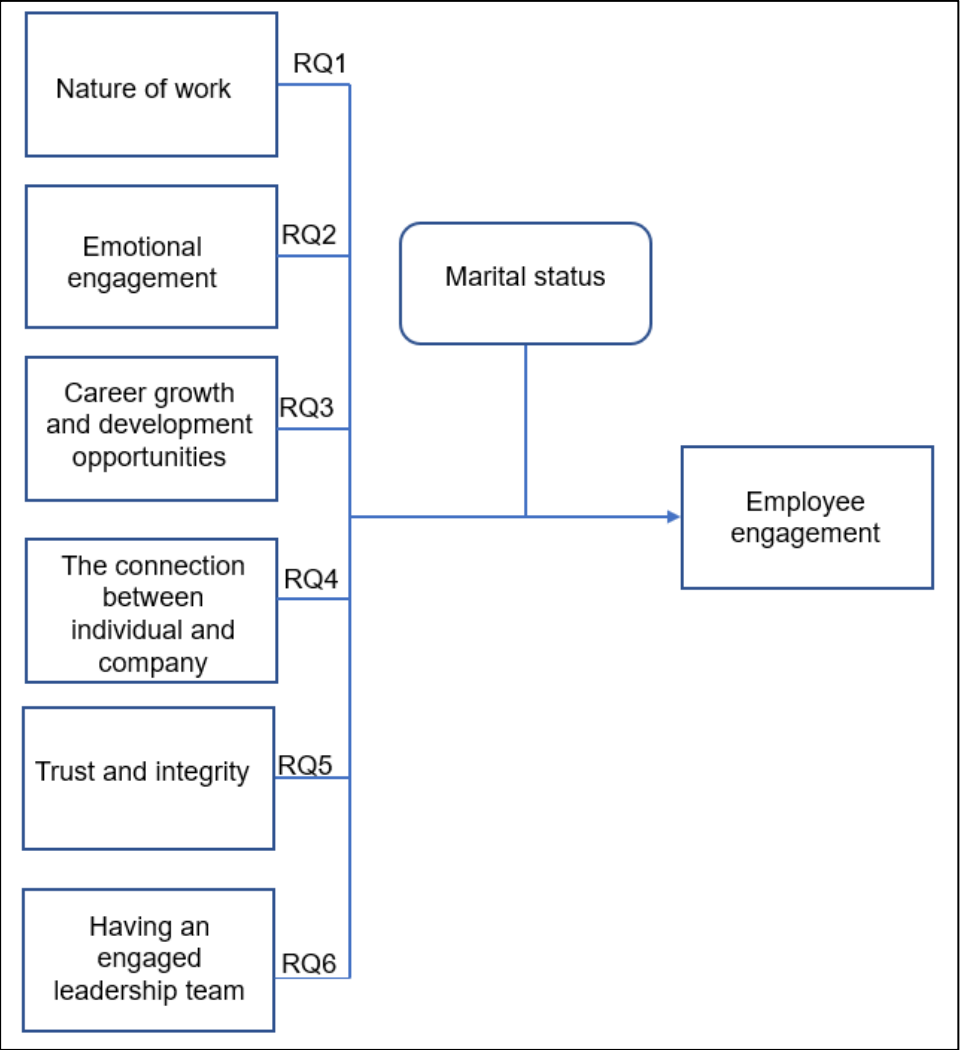 Nature of work
RQ1
Emotional
engagement
RQ2
Marital status
Career growth
and development
opportunities
RQ3
Employee
engagement
The connection
between
individual and
company
RQ4
Trust and integrity
RQ5
Having an
engaged
leadership team
RQ6